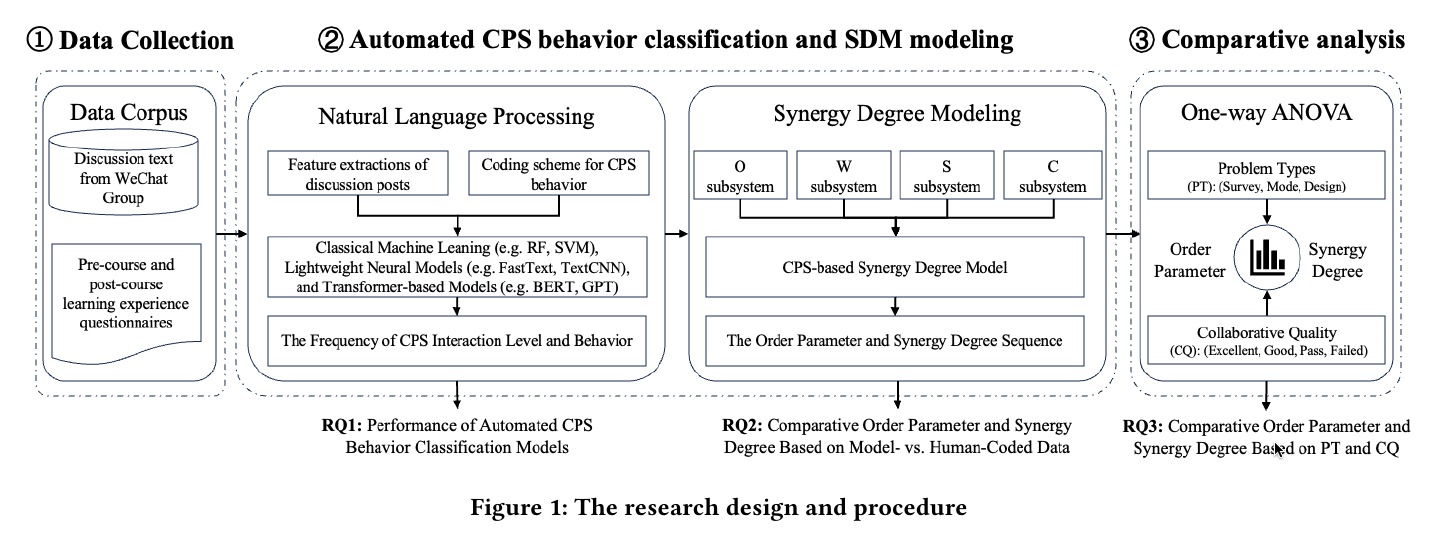 ① Data Collection
② Automated CPS behavior classification and SDM modeling
③ Comparative analysis
Data Corpus
Discussion text
from WeChat
Group
Pre-course and
post-course
learning experience
questionnaires
Natural Language Processing
Feature extractions of
discussion posts
Coding scheme for CPS
behavior
Classical Machine Leaning (e.g. RF, SVM),
Lightweight Neural Models (e.g. FastText, TextCNN),
and Transformer-based Models (e.g. BERT, GPT)
The Frequency of CPS Interaction Level and Behavior
RQ1: Performance of Automated CPS
Behavior Classification Models
Synergy Degree Modeling
O
subsystem
W
subsystem
S
subsystem
C
subsystem
CPS-based Synergy Degree Model
The Order Parameter and Synergy Degree Sequence
RQ2: Comparative Order Parameter and Synergy
Degree Based on Model- vs. Human-Coded Data
One-way ANOVA
Problem Types
(PT): (Survey, Mode, Design)
Order
Parameter
Synergy
Degree
Collaborative Quality
(CQ): (Excellent, Good, Pass, Failed)
RQ3: Comparative Order Parameter and
Synergy Degree Based on PT and CQ
Figure 1: The research design and procedure